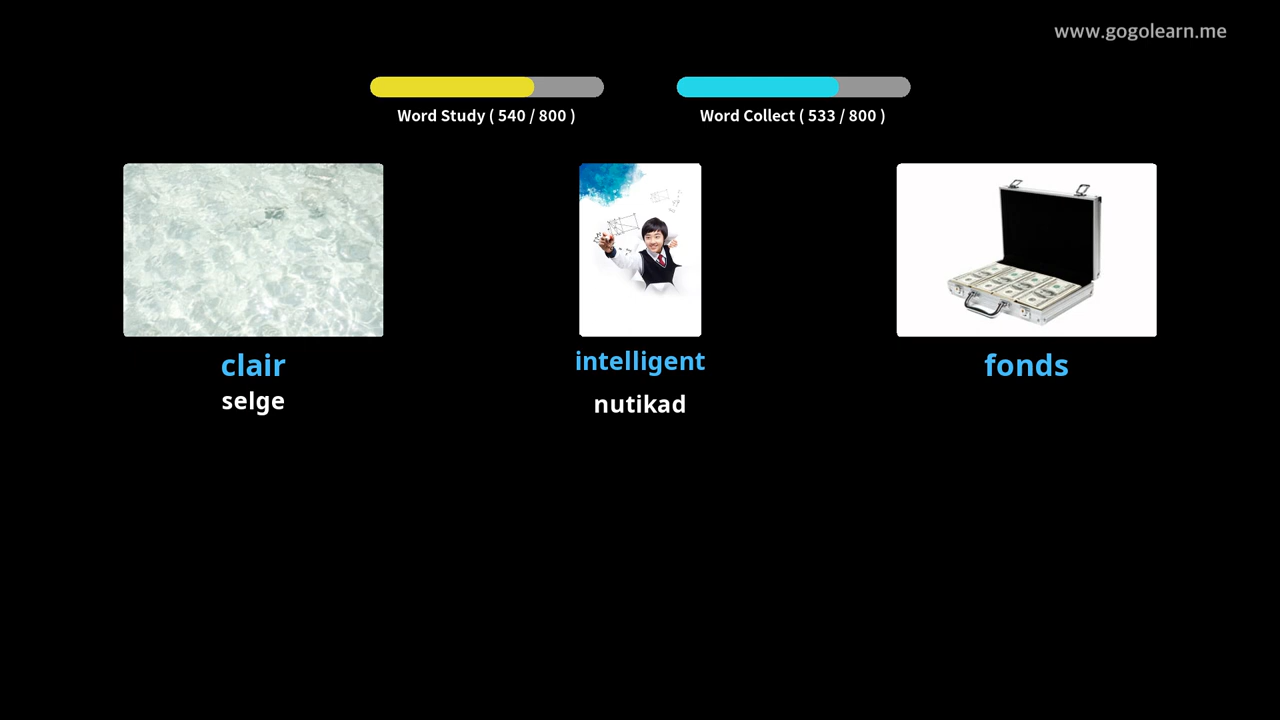 www.gogolearn.me
Word Study ( 540 / 800 )
Word Collect ( 533 / 800 )
clair
selge
intelligent
nutikad
fonds